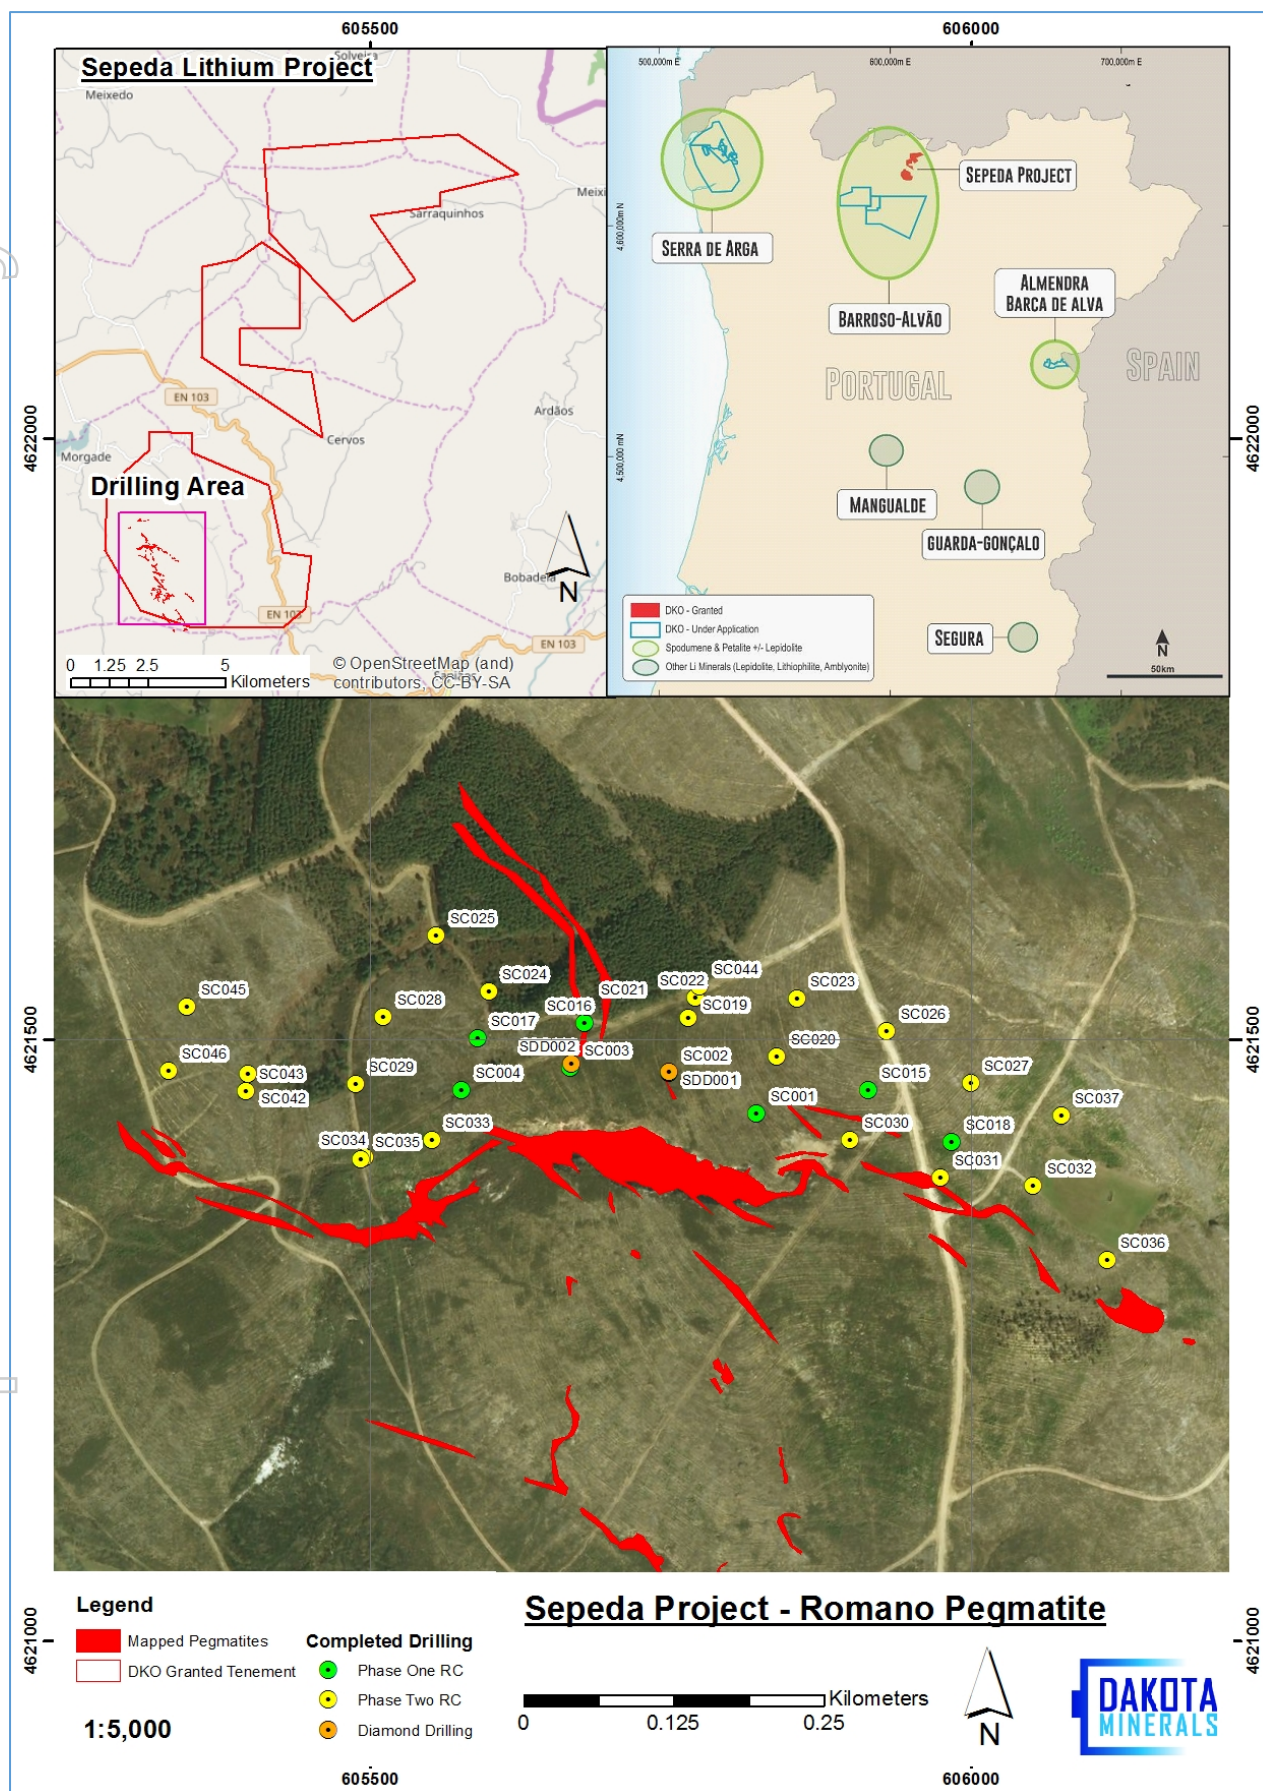 605500
606000
Sepeda Lithium Project
Solveira
Meixedo
Meixi
Sarraquinhos
EN 103
Cervos
Ardãos
Morgade
Drilling Area
Bobadela
N
EN 103
EN 103
0 1.25 2.5 5
Kilometers
© OpenStreetMap (and)
contributors, CC-BY-SA
500,000m E
600,000m E
700,000m E
4,600,000m N
4,500,000 mN
SEPEDA PROJECT
SERRA DE ARGA
ALMENDRA
BARCA DE ALVA
BARROSO-ALVÃO
SPAIN
PORTUGAL
MANGUALDE
GUARDA-GONÇALO
SEGURA
DKO - Granted
DKO - Under Application
Spodumene & Petalite +/- Lepidolite
Other Li Minerals (Lepidolite, Lithiophilite, Amblyonite)
N
50km
4622000
4622000
SC025
SC024
SC044
SC022
SC023
SC045
SC028
SC021
SC016
SC019
SC017
SC026
4621500
4621500
SC046
SC043
SC042
SC029
SDD002
SC003
SC002
SDD001
SC020
SC004
SC015
SC027
SC001
SC037
SC034
SC035
SC033
SC030
SC018
SC031
SC032
SC036
Legend
Mapped Pegmatites
DKO Granted Tenement
1:5,000
Completed Drilling
Phase One RC
Phase Two RC
Diamond Drilling
Sepeda Project - Romano Pegmatite
Kilometers
0 0.125 0.25
N
DAKOTA
MINERALS
4621000
4621000
605500
606000